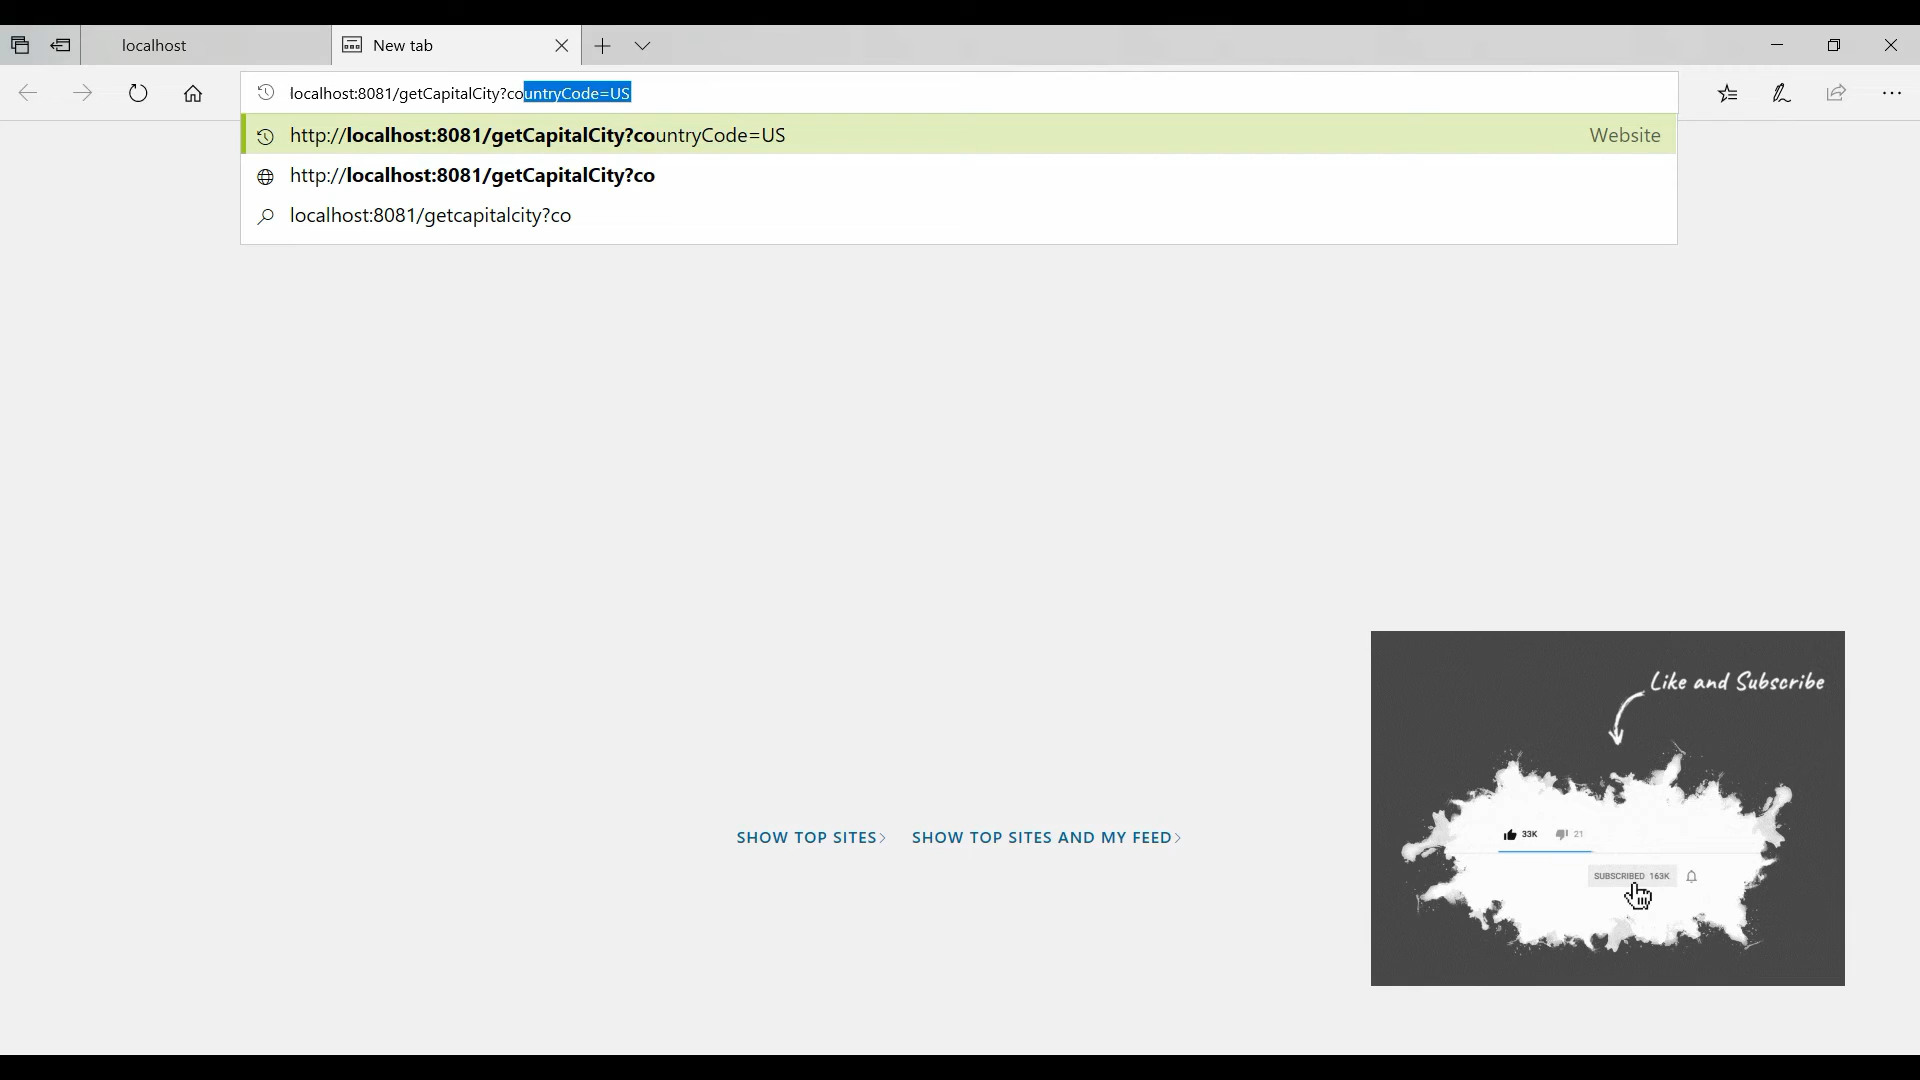 localhost
New tab
localhost:8081/getCapitalCity?countryCode=US
http://localhost:8081/getCapitalCity?countryCode=US Website
http://localhost:8081/getCapitalCity?co
localhost:8081/getcapitalcity?co
SHOW TOP SITES SHOW TOP SITES AND MY FEED
Like and Subscribe
33K 21
SUBSCRIBED 163K